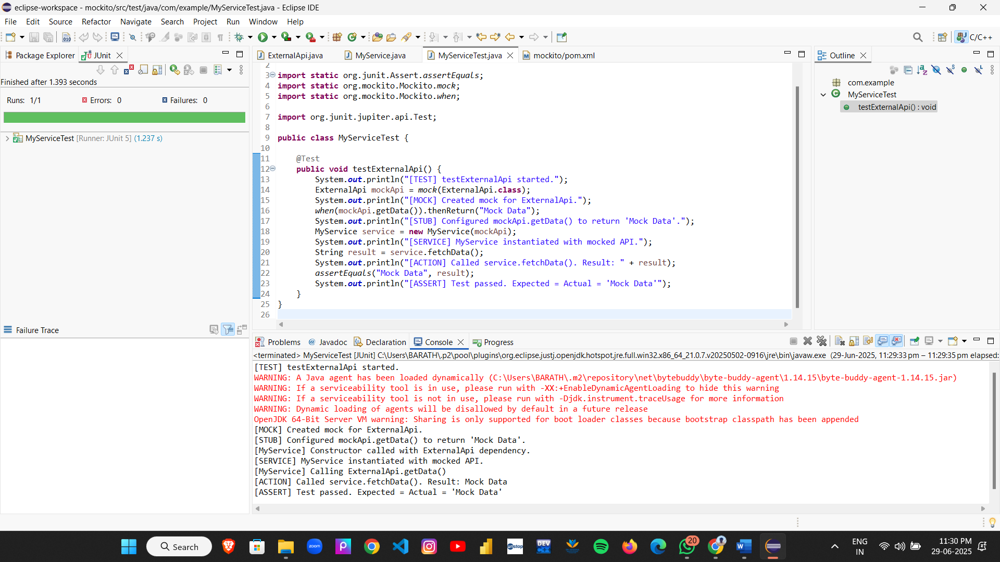 eclipse-workspace - mockito/src/test/java/com/example/MyServiceTest.java - Eclipse IDE
File Edit Source Refactor Navigate Search Project Run Window Help
C/C++
Package Explorer JUnit
Finished after 1.393 seconds
Runs: 1/1 Errors: 0 Failures: 0
MyServiceTest [Runner: JUnit 5] (1.237 s)
Failure Trace
ExternalApi.java MyService.java MyServiceTest.java mockito/pom.xml
2
3 import static org.junit.Assert.assertEquals;
4 import static org.mockito.Mockito.mock;
5 import static org.mockito.Mockito.when;
6
7 import org.junit.jupiter.api.Test;
8
9 public class MyServiceTest {
10
11     @Test
12     public void testExternalApi() {
13         System.out.println("[TEST] testExternalApi started.");
14         ExternalApi mockApi = mock(ExternalApi.class);
15         System.out.println("[MOCK] Created mock for ExternalApi.");
16         when(mockApi.getData()).thenReturn("Mock Data");
17         System.out.println("[STUB] Configured mockApi.getData() to return 'Mock Data'.");
18         MyService service = new MyService(mockApi);
19         System.out.println("[SERVICE] MyService instantiated with mocked API.");
20         String result = service.fetchData();
21         System.out.println("[ACTION] Called service.fetchData(). Result: " + result);
22         assertEquals("Mock Data", result);
23         System.out.println("[ASSERT] Test passed. Expected = Actual = 'Mock Data'");
24     }
25 }
26
Outline
com.example
MyServiceTest
testExternalApi() : void
Problems Javadoc Declaration Console Progress
<terminated> MyServiceTest [JUnit] C:\Users\BARATH\.p2\pool\plugins\org.eclipse.justj.openjdk.hotspot.jre.full.win32.x86_64_21.0.7.v20250502-0916\jre\bin\javaw.exe (29-Jun-2025, 11:29:33 pm – 11:29:35 pm elapsed:
[TEST] testExternalApi started.
WARNING: A Java agent has been loaded dynamically (C:\Users\BARATH\.m2\repository\net\bytebuddy\byte-buddy-agent\1.14.15\byte-buddy-agent-1.14.15.jar)
WARNING: If a serviceability tool is in use, please run with -XX:+EnableDynamicAgentLoading to hide this warning
WARNING: If a serviceability tool is not in use, please run with -Djdk.instrument.traceUsage for more information
WARNING: Dynamic loading of agents will be disallowed by default in a future release
OpenJDK 64-Bit Server VM warning: Sharing is only supported for boot loader classes because bootstrap classpath has been appended
[MOCK] Created mock for ExternalApi.
[STUB] Configured mockApi.getData() to return 'Mock Data'.
[MyService] Constructor called with ExternalApi dependency.
[SERVICE] MyService instantiated with mocked API.
[MyService] Calling ExternalApi.getData()
[ACTION] Called service.fetchData(). Result: Mock Data
[ASSERT] Test passed. Expected = Actual = 'Mock Data'
Search
zoom
unstop
DEV
20
ENG
IN
11:30 PM
29-06-2025